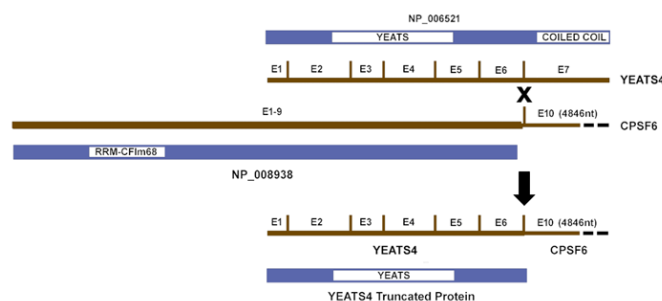 NP_006521
YEATS COILED COIL
E1 E2 E3 E4 E5 E6 E7
YEATS4
X
E1-9 E10 (4846nt)
CPSF6
RRM-CFIm68
NP_008938
E1 E2 E3 E4 E5 E6 E10 (4846nt)
YEATS4 CPSF6
YEATS
YEATS4 Truncated Protein